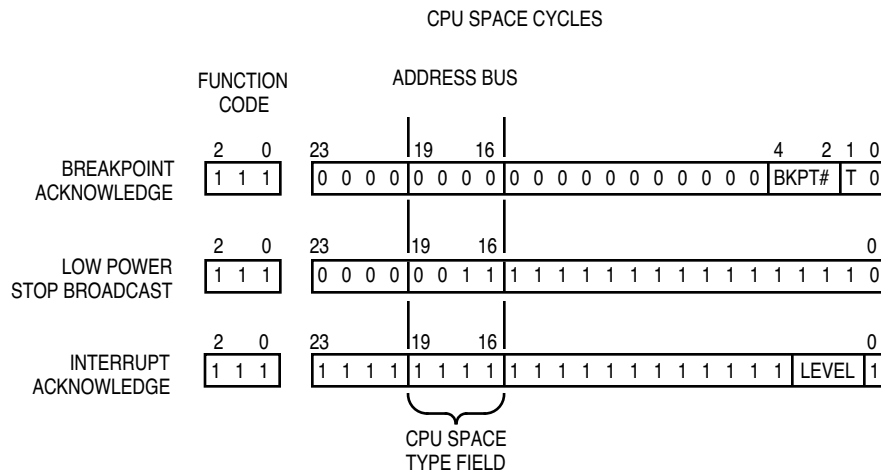 CPU SPACE CYCLES
FUNCTION
CODE
ADDRESS BUS
2 0 23 19 16 4 2 1 0
BREAKPOINT
ACKNOWLEDGE
1 1 1 0 0 0 0 0 0 0 0 0 0 0 0 0 0 0 0 0 0 0 BKPT# T 0
2 0 23 19 16 0
LOW POWER
STOP BROADCAST
1 1 1 0 0 0 0 0 0 1 1 1 1 1 1 1 1 1 1 1 1 1 1 1 1 1 0
2 0 23 19 16 0
INTERRUPT
ACKNOWLEDGE
1 1 1 1 1 1 1 1 1 1 1 1 1 1 1 1 1 1 1 1 1 1 1 LEVEL 1
CPU SPACE
TYPE FIELD